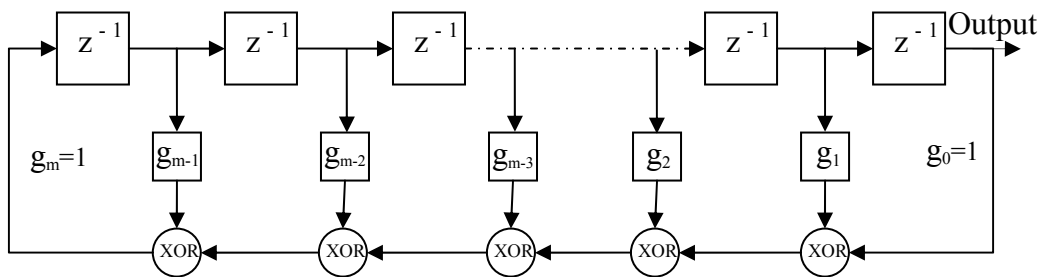 Output
z⁻¹ z⁻¹ z⁻¹ z⁻¹ z⁻¹
gₘ=1 gₘ₋₁ gₘ₋₂ gₘ₋₃ g₂ g₁ g₀=1
XOR XOR XOR XOR XOR